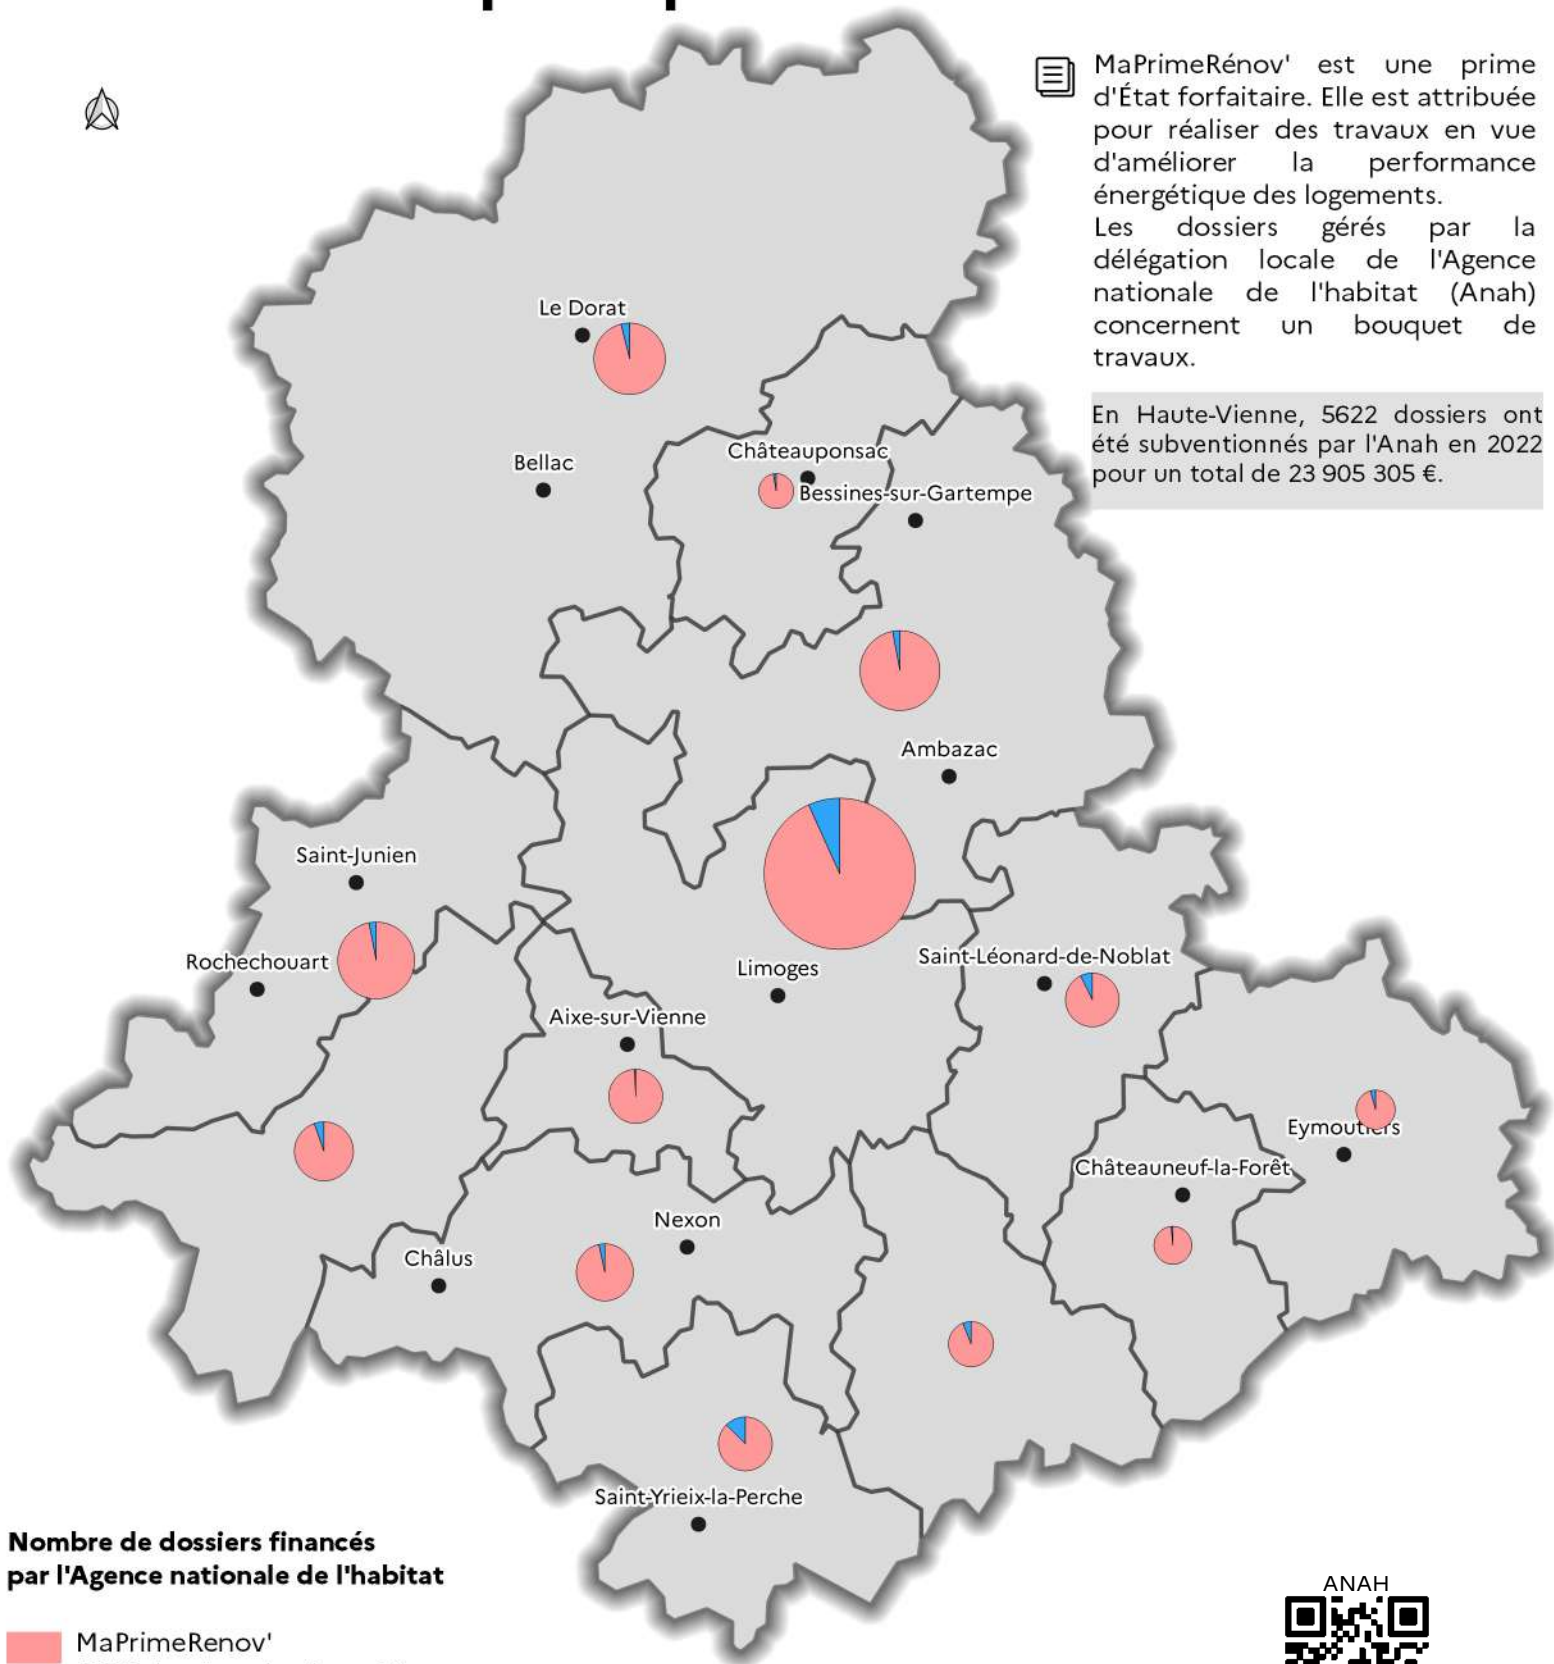 MaPrimeRénov' est une prime
d'État forfaitaire. Elle est attribuée
pour réaliser des travaux en vue
d'améliorer la performance
énergétique des logements.
Les dossiers gérés par la
délégation locale de l'Agence
nationale de l'habitat (Anah)
concernent un bouquet de
travaux.
En Haute-Vienne, 5622 dossiers ont
été subventionnés par l'Anah en 2022
pour un total de 23 905 305 €.
Le Dorat
Bellac
Châteauponsac
Bessines-sur-Gartempe
Ambazac
Saint-Junien
Rochechouart
Limoges
Saint-Léonard-de-Noblat
Aixe-sur-Vienne
Eymoutiers
Châteauneuf-la-Forêt
Nexon
Châlus
Saint-Yrieix-la-Perche
Nombre de dossiers financés
par l'Agence nationale de l'habitat
MaPrimeRenov'
ANAH